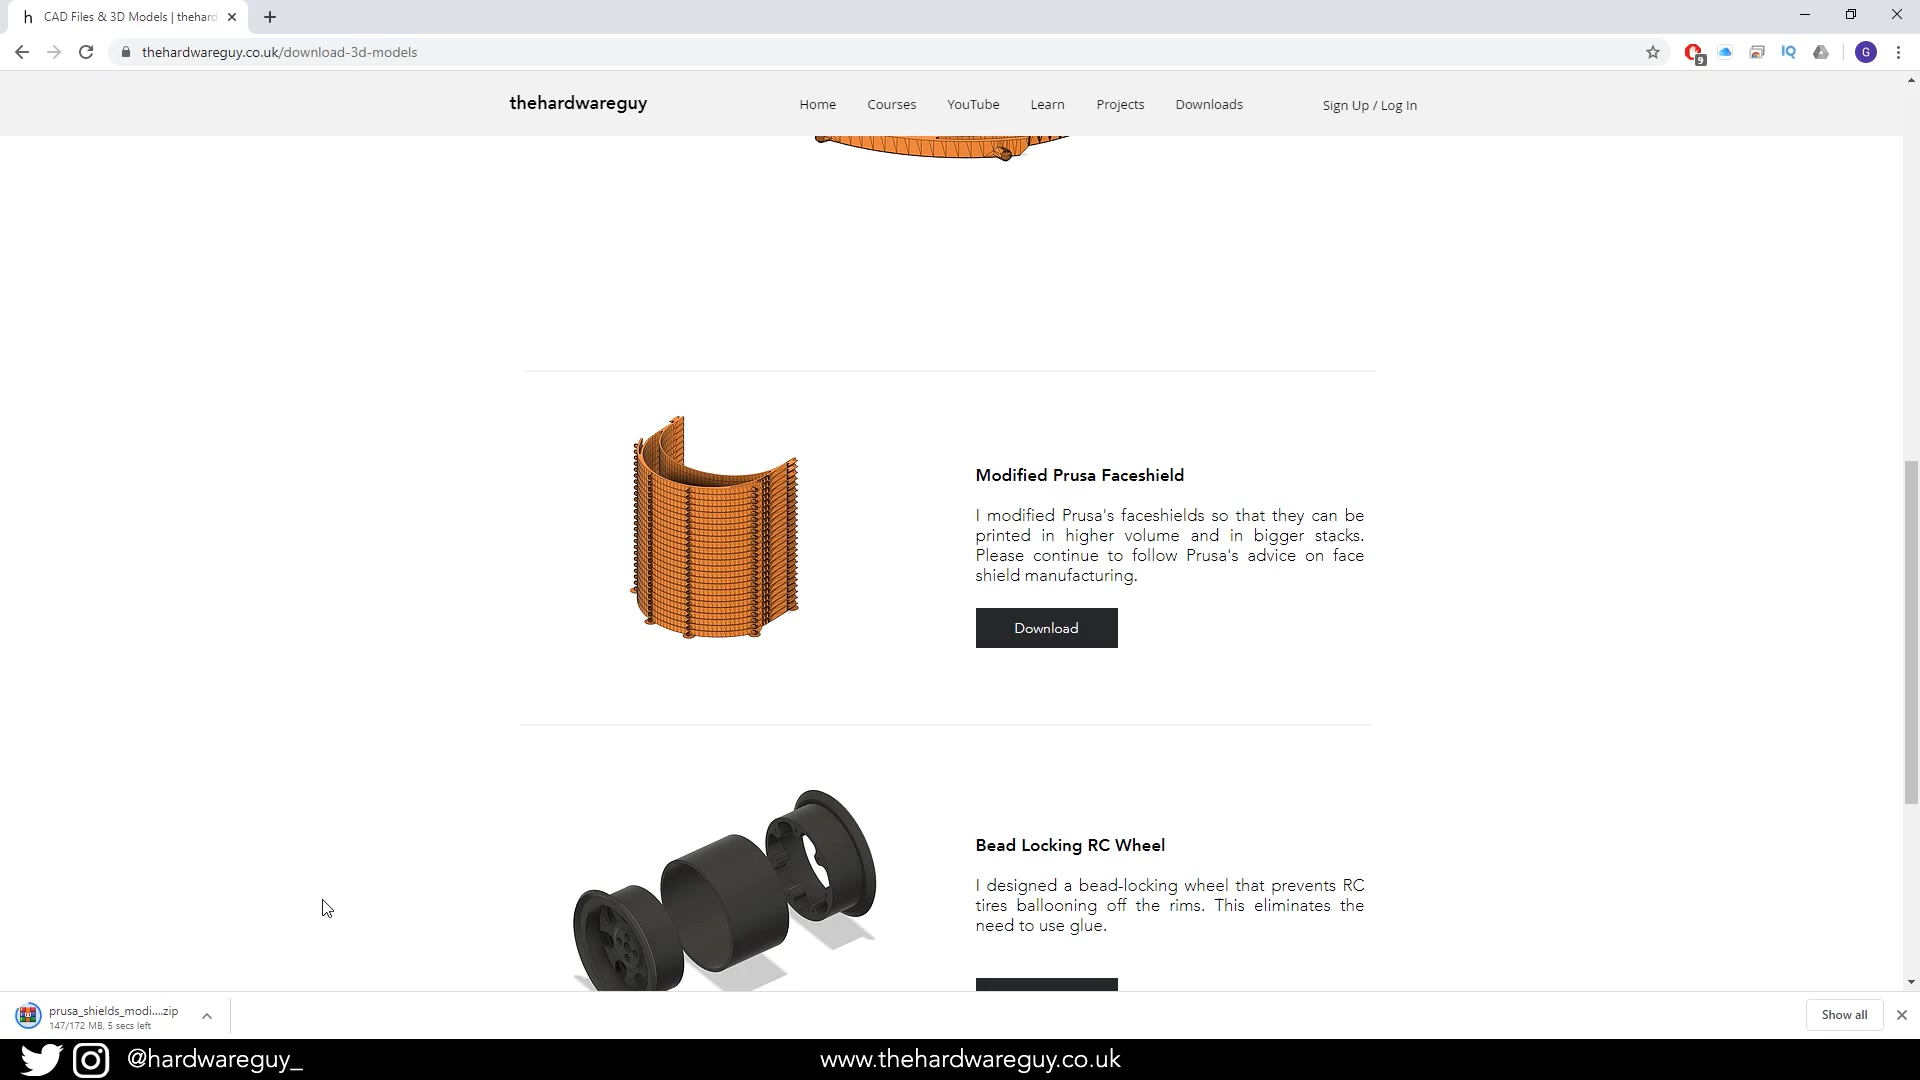 CAD Files & 3D Models | thehard
thehardwareguy.co.uk/download-3d-models
9
IQ
G
thehardwareguy
Home
Courses
YouTube
Learn
Projects
Downloads
Sign Up / Log In
Modified Prusa Faceshield
I modified Prusa's faceshields so that they can be
printed in higher volume and in bigger stacks.
Please continue to follow Prusa's advice on face
shield manufacturing.
Download
Bead Locking RC Wheel
I designed a bead-locking wheel that prevents RC
tires ballooning off the rims. This eliminates the
need to use glue.
prusa_shields_modi....zip
147/172 MB, 5 secs left
Show all
@hardwareguy_
www.thehardwareguy.co.uk